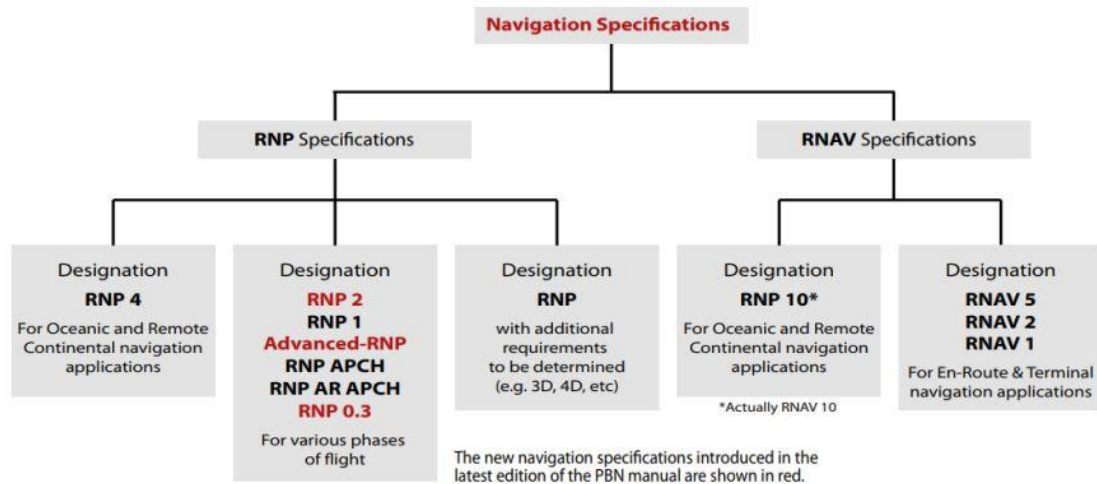 Navigation Specifications
RNP Specifications
RNAV Specifications
Designation
RNP 4
For Oceanic and Remote
Continental navigation
applications
Designation
RNP 2
RNP 1
Advanced-RNP
RNP APCH
RNP AR APCH
RNP 0.3
For various phases
of flight
Designation
RNP
with additional
requirements
to be determined
(e.g. 3D, 4D, etc)
Designation
RNP 10*
For Oceanic and Remote
Continental navigation
applications
*Actually RNAV 10
Designation
RNAV 5
RNAV 2
RNAV 1
For En-Route & Terminal
navigation applications
The new navigation specifications introduced in the
latest edition of the PBN manual are shown in red.